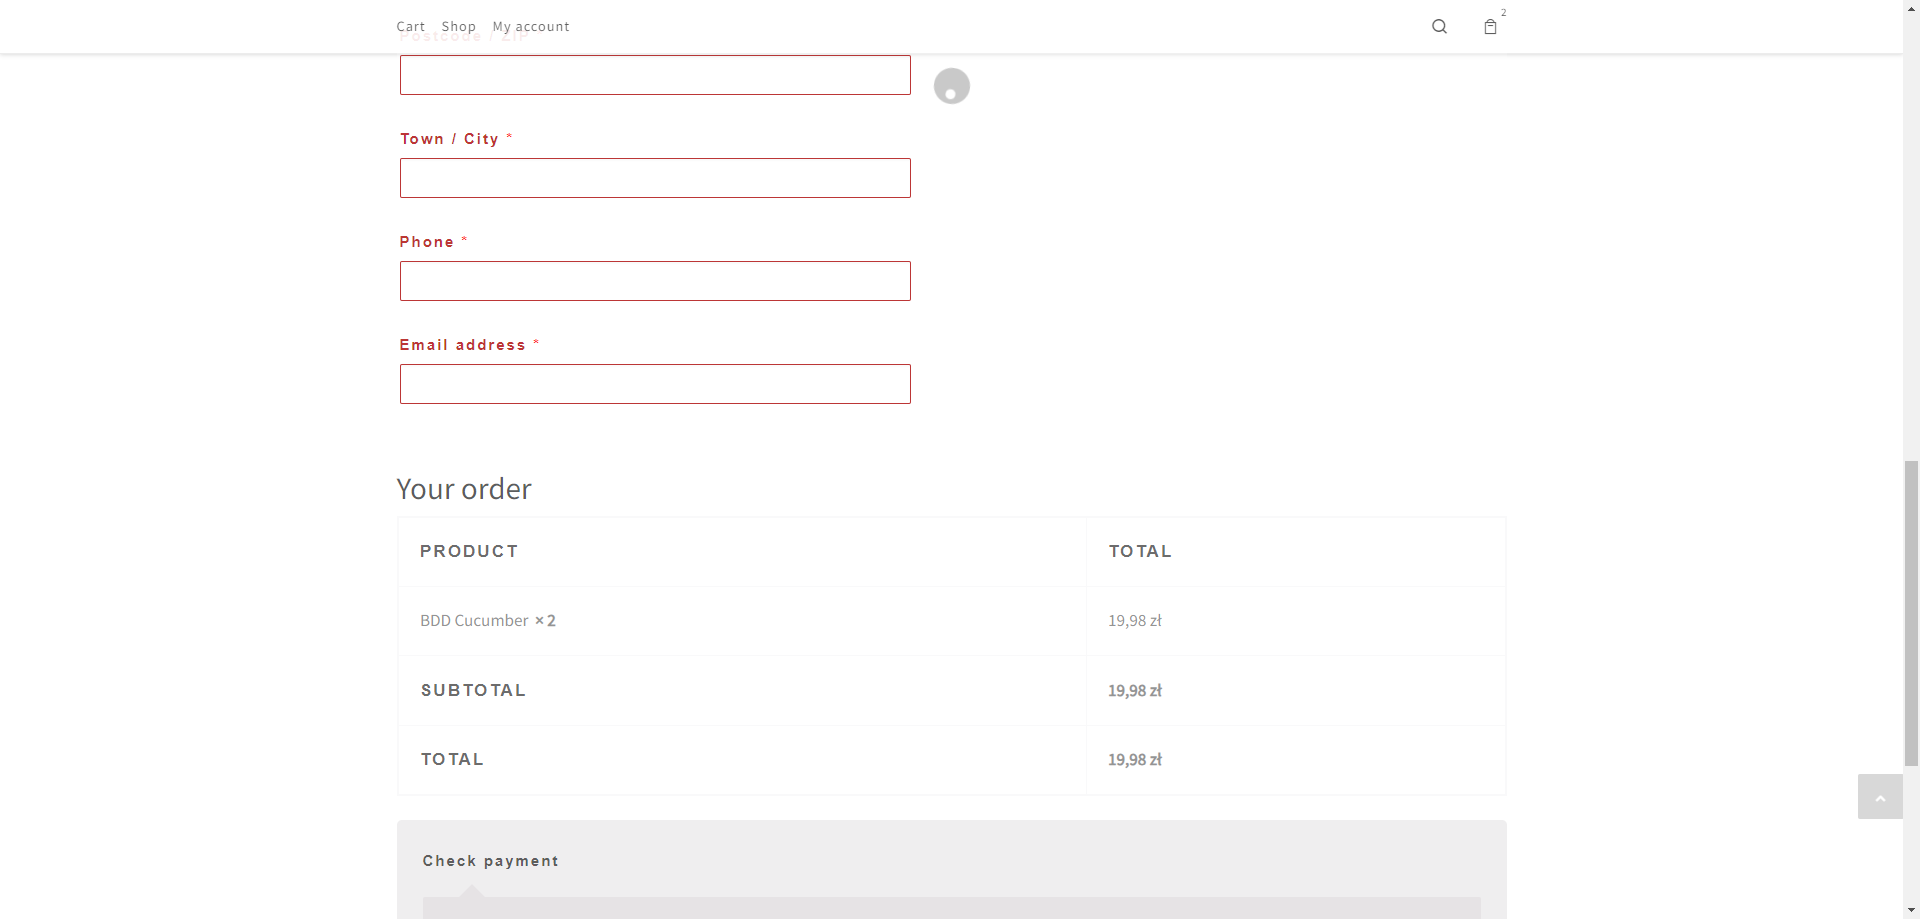 Cart Shop My account
2
Postcode / ZIP
Town / City *
Phone *
Email address *
Your order
PRODUCT TOTAL
BDD Cucumber × 2 19,98 zł
SUBTOTAL 19,98 zł
TOTAL 19,98 zł
Check payment